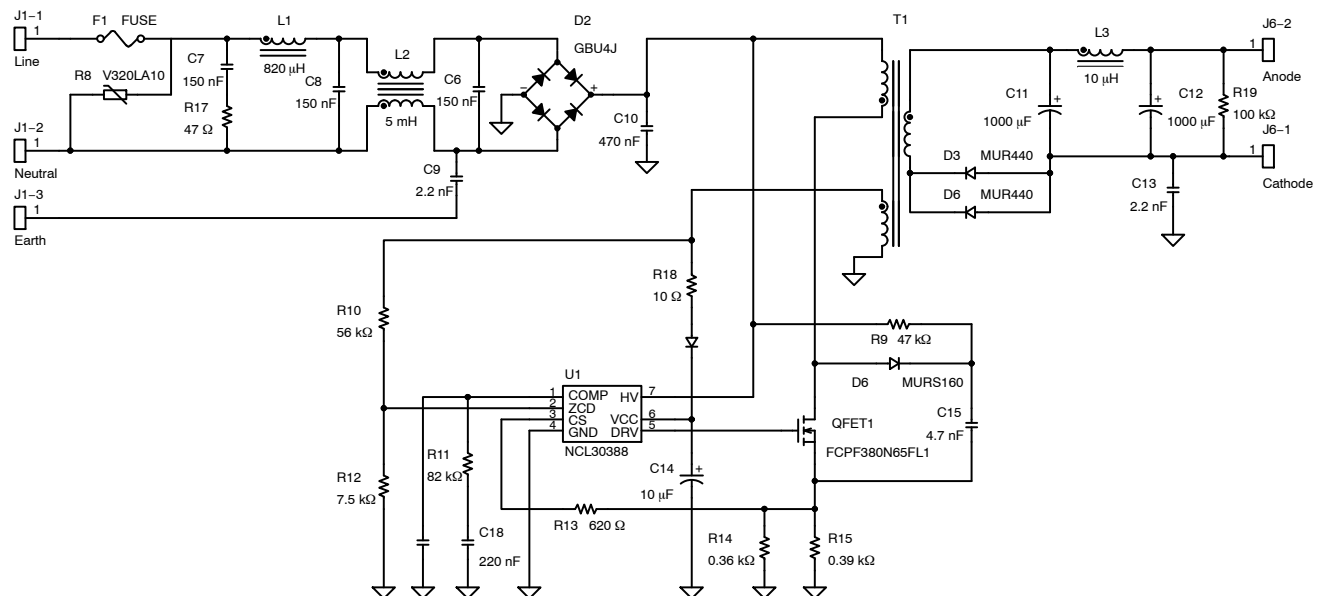 J1−1
1
Line
F1 FUSE
R8 V320LA10
C7
150 nF
R17
47 Ω
L1
820 μH
C8
150 nF
L2
5 mH
C6
150 nF
D2
GBU4J
−
+
C10
470 nF
T1
C11
+
1000 μF
L3
10 μH
C12
+
1000 μF
R19
100 kΩ
J6−2
1
Anode
J6−1
1
Cathode
D3 MUR440
D6 MUR440
C13
2.2 nF
J1−2
1
Neutral
C9
2.2 nF
J1−3
1
Earth
R18
10 Ω
R10
56 kΩ
R9 47 kΩ
D6 MURS160
C15
4.7 nF
U1
1 COMP HV 7
2 ZCD
3 CS VCC 6
4 GND DRV 5
NCL30388
QFET1
FCPF380N65FL1
R12
7.5 kΩ
R11
82 kΩ
C14
+
10 μF
R13 620 Ω
C18
220 nF
R14
0.36 kΩ
R15
0.39 kΩ